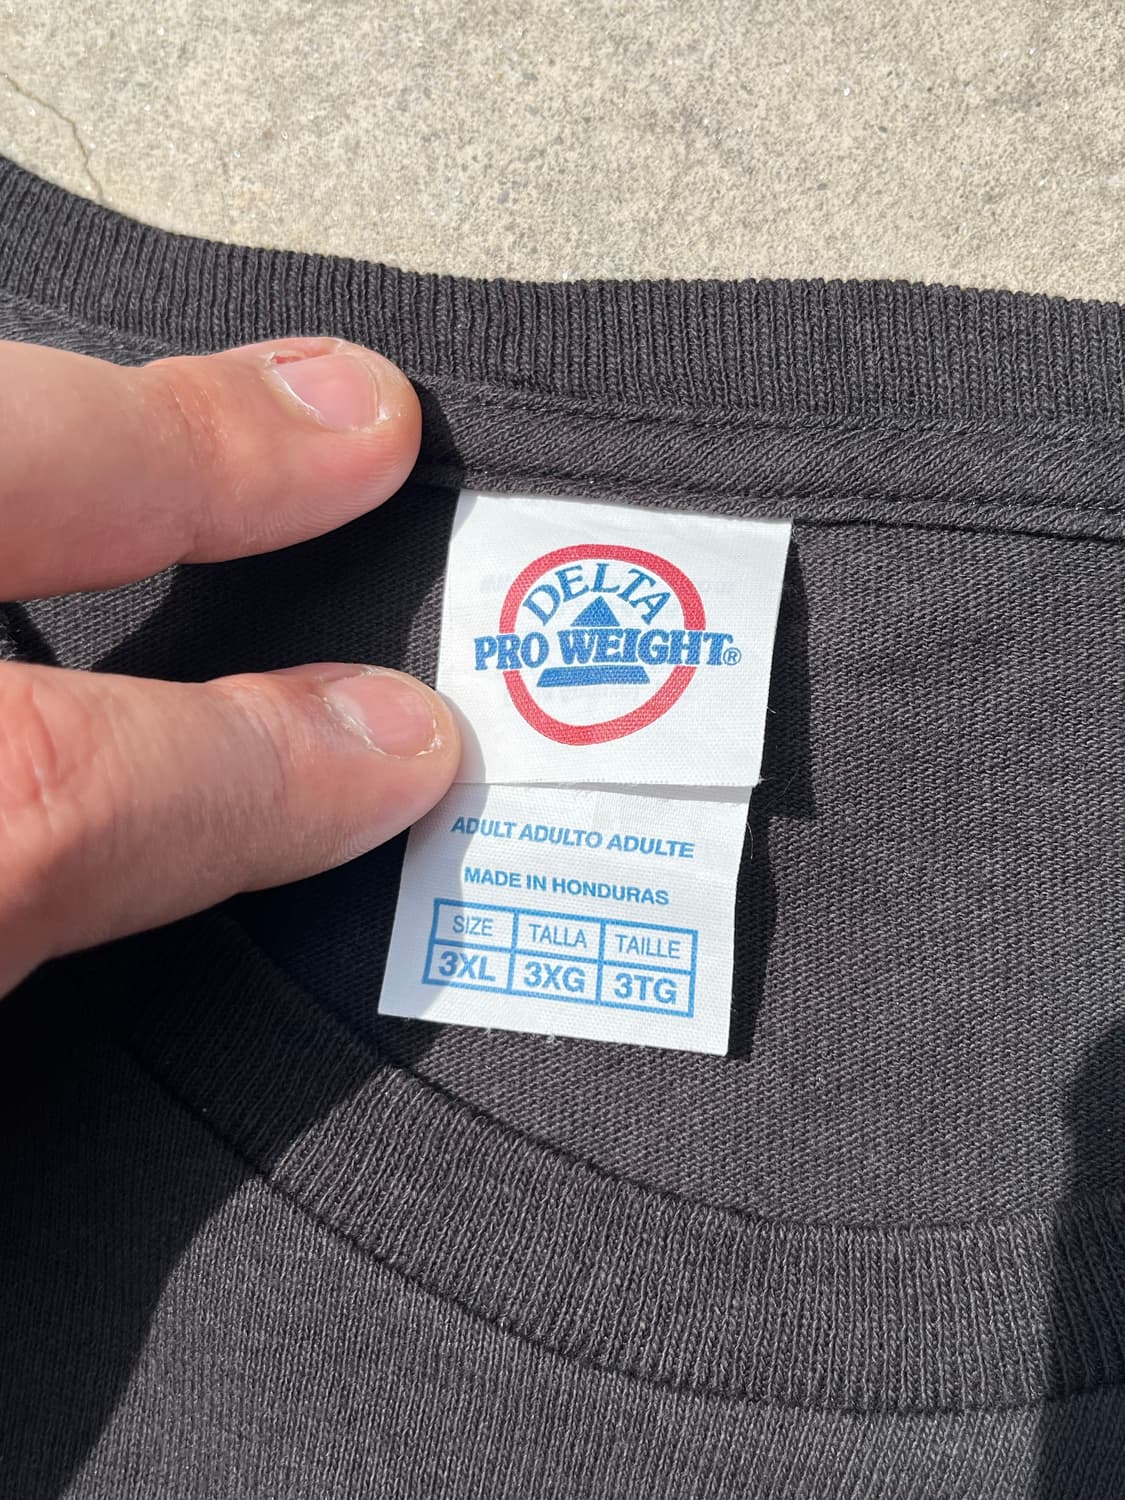 DELTA
PRO WEIGHT®
ADULT ADULTO ADULTE
MADE IN HONDURAS
SIZE TALLA TAILLE
3XL 3XG 3TG